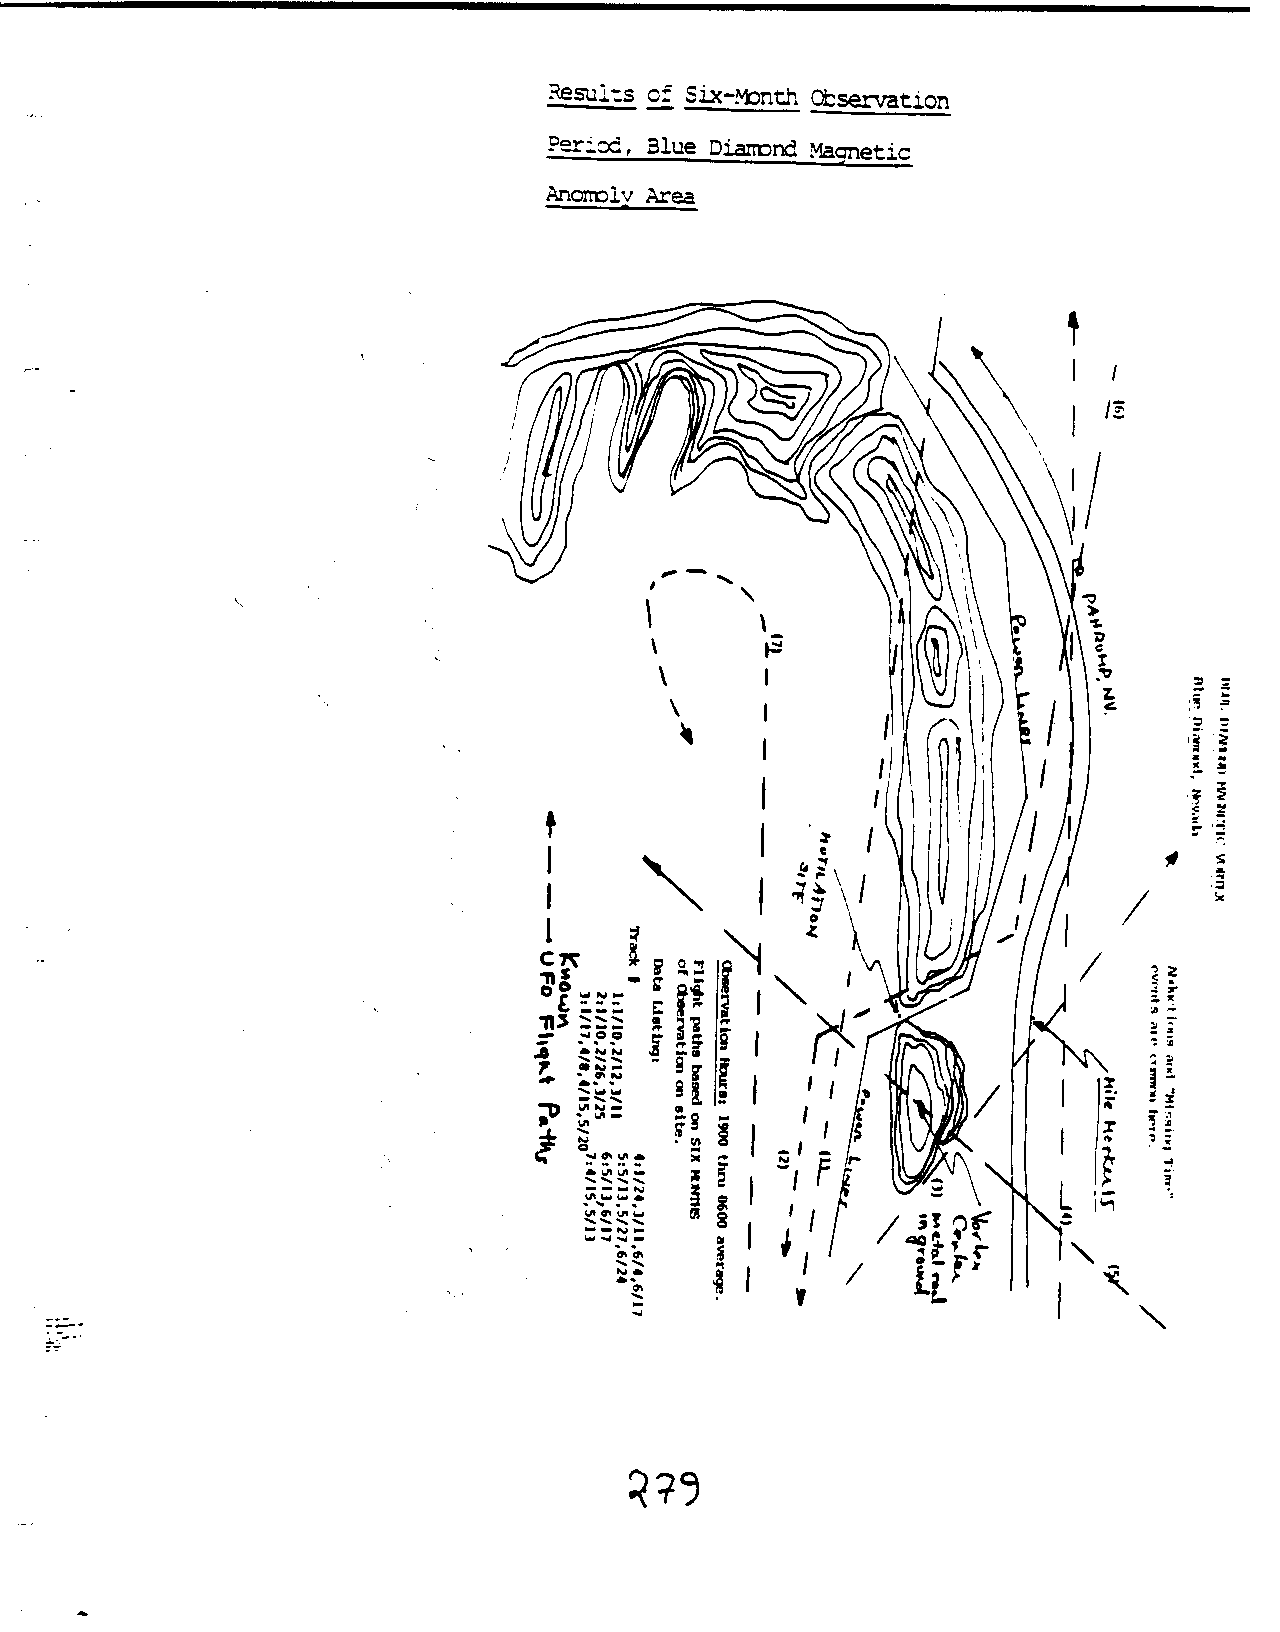 Results of Six-Month Observation
Period, Blue Diamond Magnetic
Anomoly Area
BLUE DIAMOND MAGNETIC VORTEX
Blue Diamond, Nevada
Abductions and "Missing Time"
events are common here.
(6)
PAHRUMP, NV.
Power Lines
Mile Marker 15
(4)
(5)
Vortex
Center
(3) metal rod
in ground
MUTILATION
SITE
Power Lines
(1)
(2)
(7)
Observation Hours: 1900 thru 0600 average.
Flight paths based on SIX MONTHS
of Observation on site.
Data Listing:
Track #
1:1/10,2/12,3/11
2:1/10,2/26,3/25
3:1/17,4/8,4/15,5/20
4:1/24,3/11,6/4,6/17
5:5/13,5/27,6/24
6:5/13,6/17
7:4/15,5/13
Known
UFO Flight Paths
279